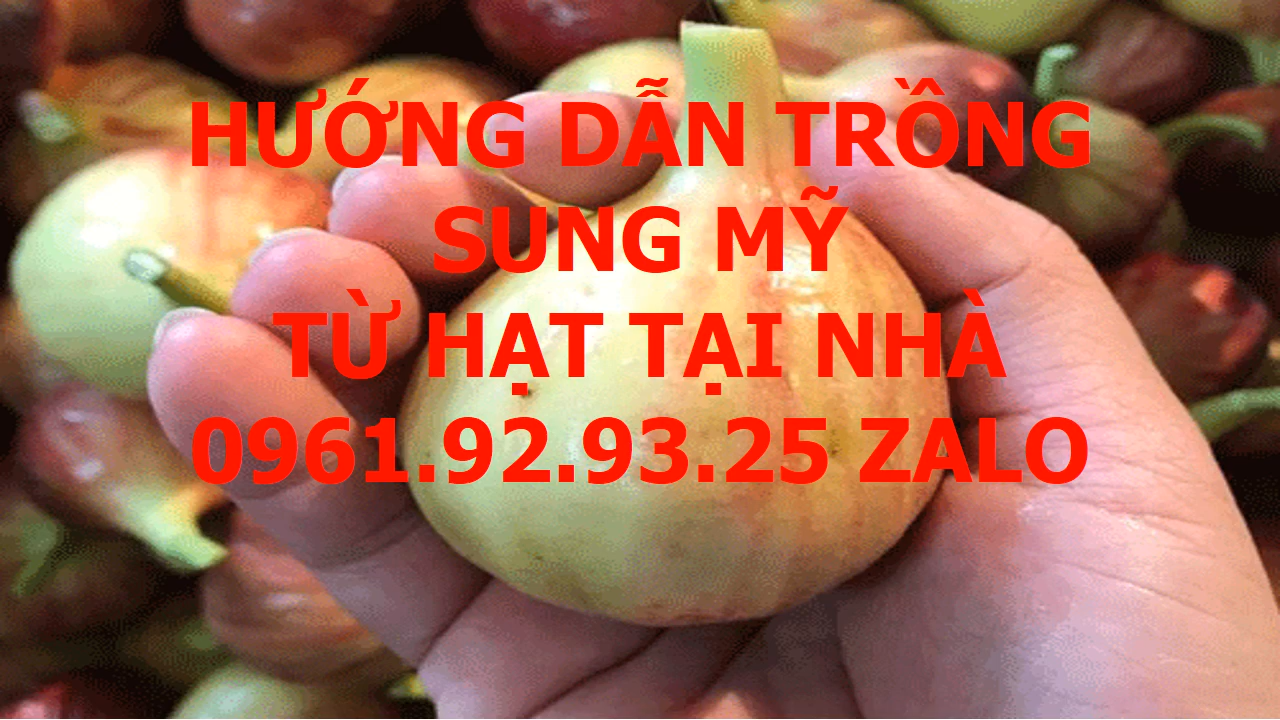 HƯỚNG DẪN TRỒNG
SUNG MỸ
TỪ HẠT TẠI NHÀ
0961.92.93.25 ZALO